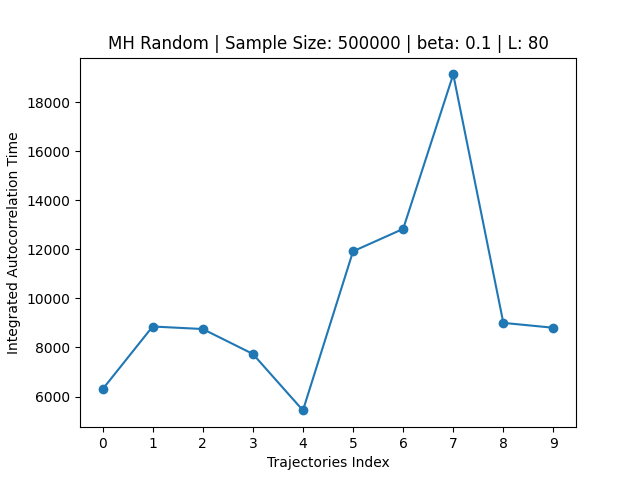 MH Random | Sample Size: 500000 | beta: 0.1 | L: 80
Integrated Autocorrelation Time
18000
16000
14000
12000
10000
8000
6000
0 1 2 3 4 5 6 7 8 9
Trajectories Index